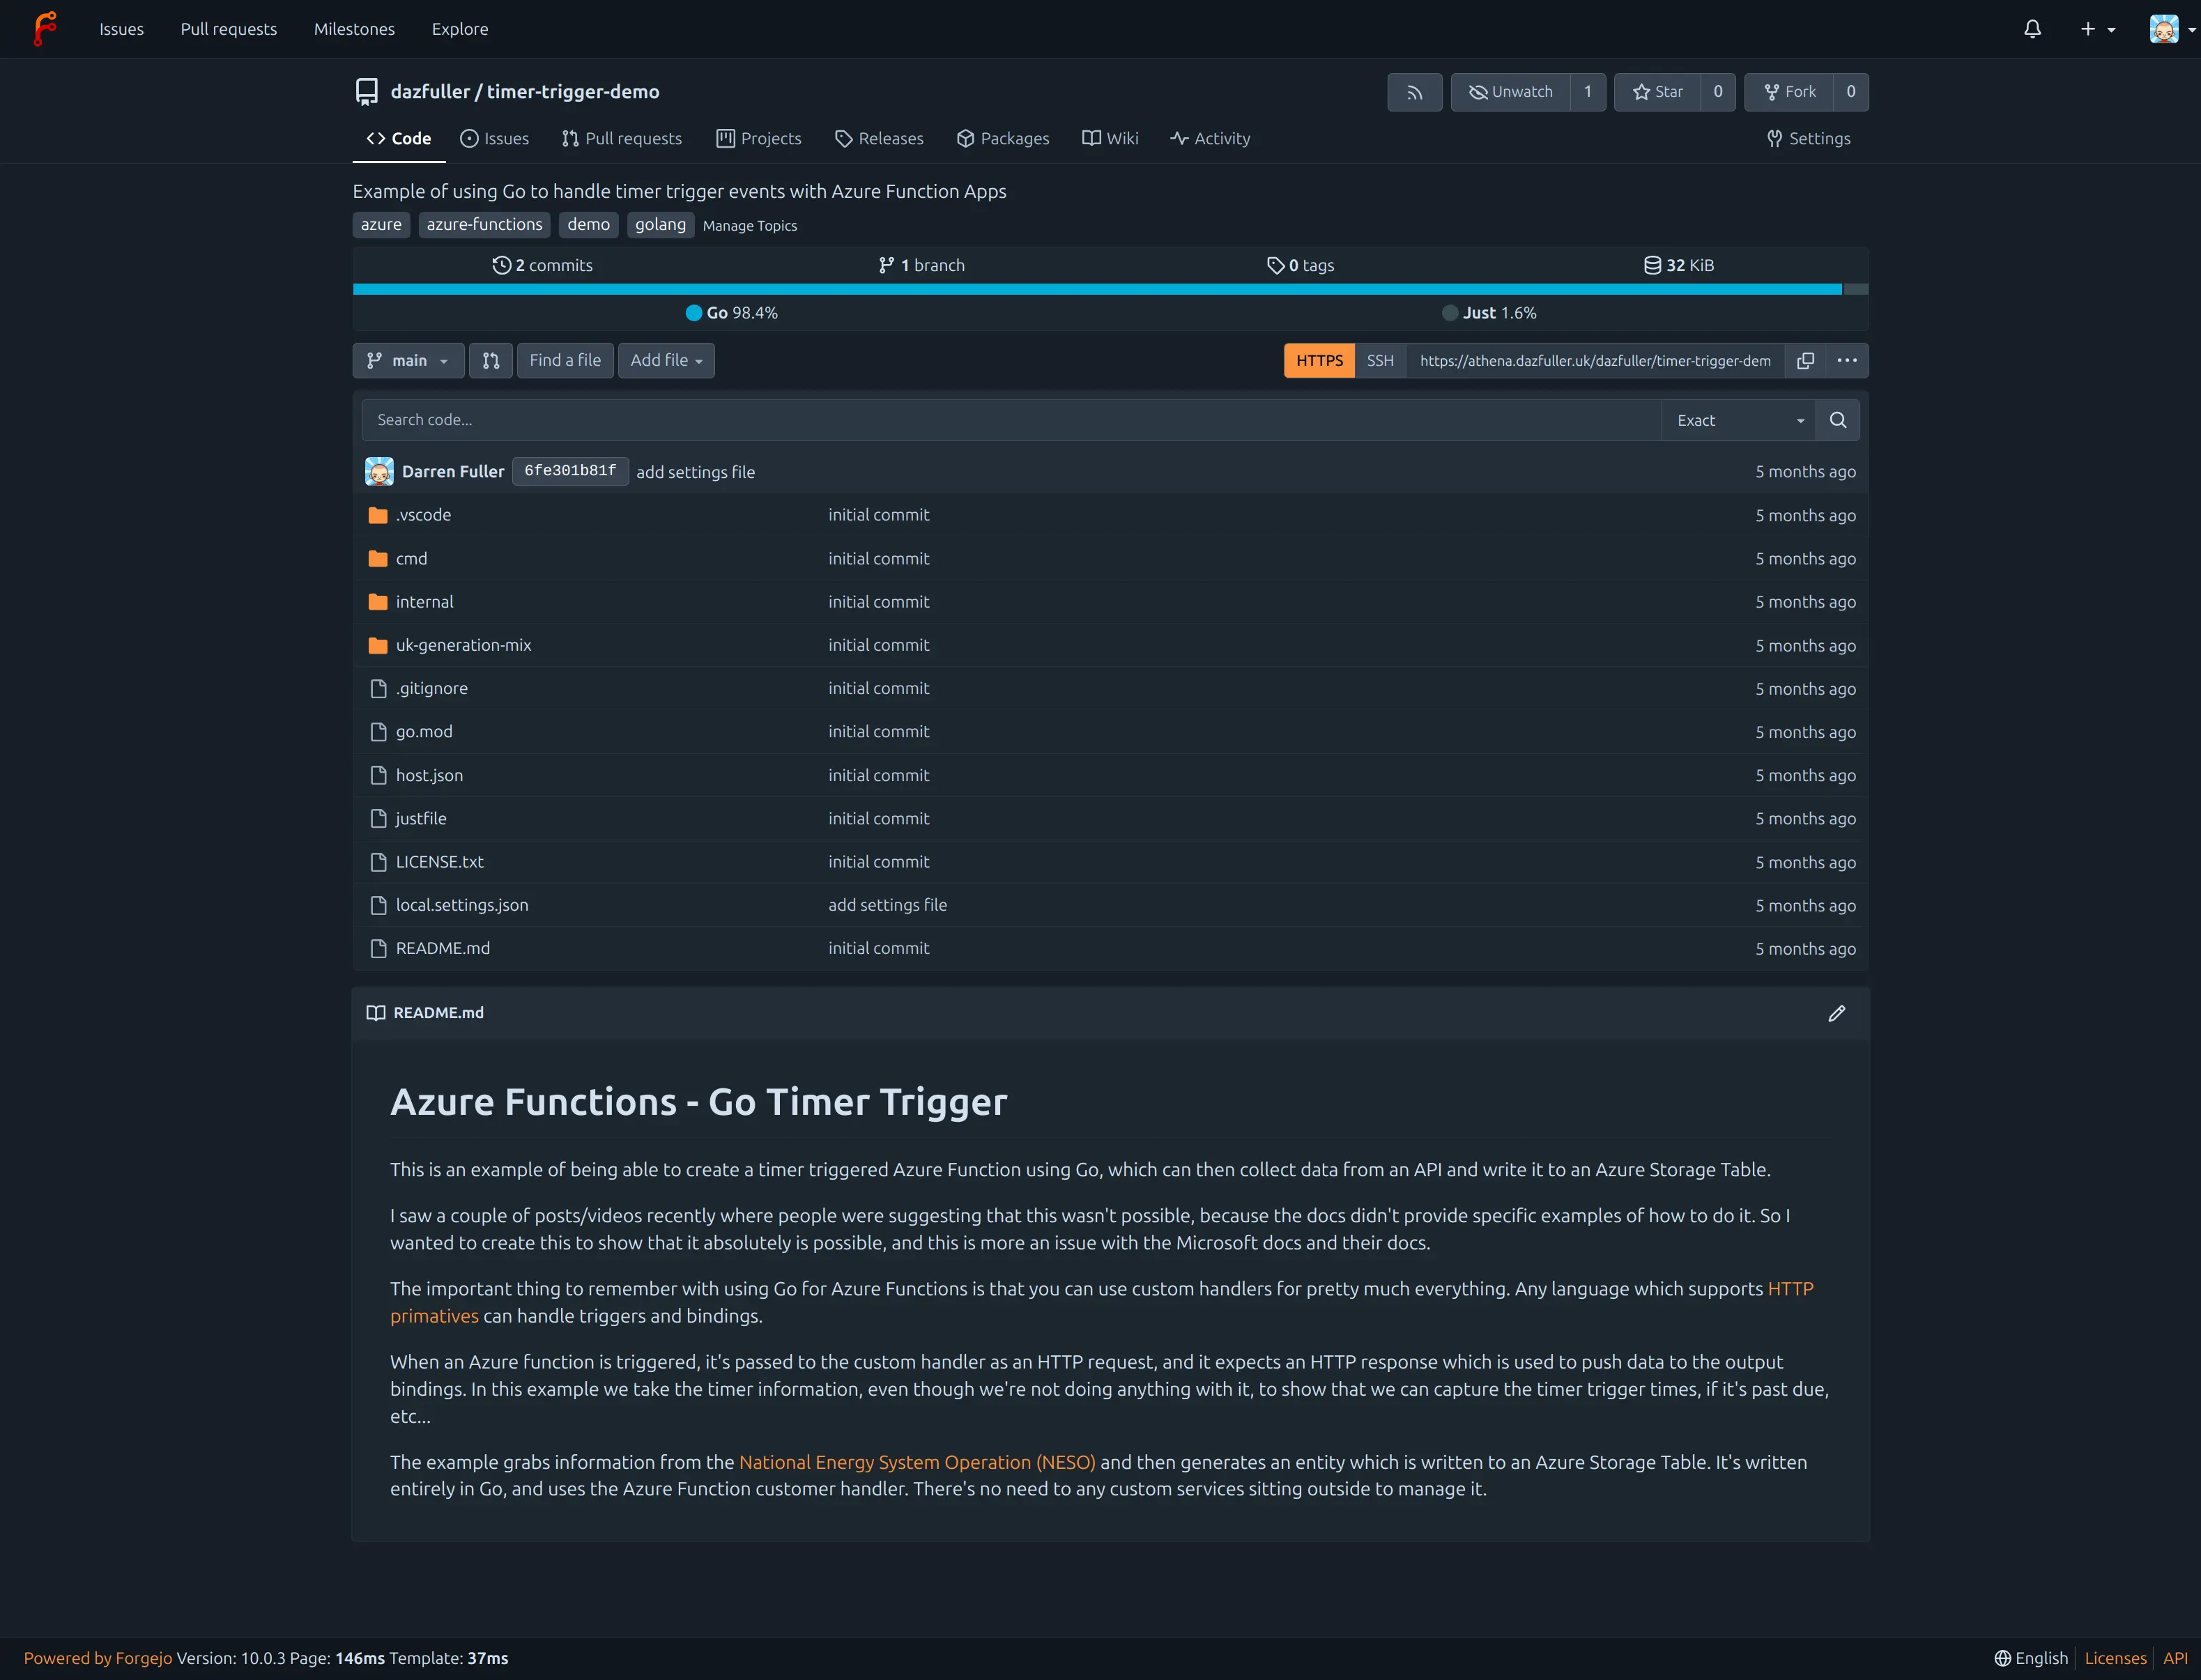 Issues Pull requests Milestones Explore
dazfuller / timer-trigger-demo Unwatch 1 Star 0 Fork 0
Code Issues Pull requests Projects Releases Packages Wiki Activity Settings
Example of using Go to handle timer trigger events with Azure Function Apps
azure azure-functions demo golang Manage Topics
2 commits 1 branch 0 tags 32 KiB
Go 98.4% Just 1.6%
main Find a file Add file HTTPS SSH https://athena.dazfuller.uk/dazfuller/timer-trigger-dem
Search code... Exact
Darren Fuller 6fe301b81f add settings file 5 months ago
.vscode initial commit 5 months ago
cmd initial commit 5 months ago
internal initial commit 5 months ago
uk-generation-mix initial commit 5 months ago
.gitignore initial commit 5 months ago
go.mod initial commit 5 months ago
host.json initial commit 5 months ago
justfile initial commit 5 months ago
LICENSE.txt initial commit 5 months ago
local.settings.json add settings file 5 months ago
README.md initial commit 5 months ago
README.md
Azure Functions - Go Timer Trigger
This is an example of being able to create a timer triggered Azure Function using Go, which can then collect data from an API and write it to an Azure Storage Table.
I saw a couple of posts/videos recently where people were suggesting that this wasn't possible, because the docs didn't provide specific examples of how to do it. So I
wanted to create this to show that it absolutely is possible, and this is more an issue with the Microsoft docs and their docs.
The important thing to remember with using Go for Azure Functions is that you can use custom handlers for pretty much everything. Any language which supports HTTP
primatives can handle triggers and bindings.
When an Azure function is triggered, it's passed to the custom handler as an HTTP request, and it expects an HTTP response which is used to push data to the output
bindings. In this example we take the timer information, even though we're not doing anything with it, to show that we can capture the timer trigger times, if it's past due,
etc...
The example grabs information from the National Energy System Operation (NESO) and then generates an entity which is written to an Azure Storage Table. It's written
entirely in Go, and uses the Azure Function customer handler. There's no need to any custom services sitting outside to manage it.
Powered by Forgejo Version: 10.0.3 Page: 146ms Template: 37ms English Licenses API